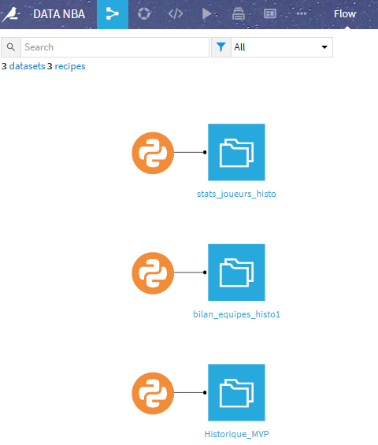 DATA NBA
Flow
Search
All
3 datasets 3 recipes
stats_joueurs_histo
bilan_equipes_histo1
Historique_MVP